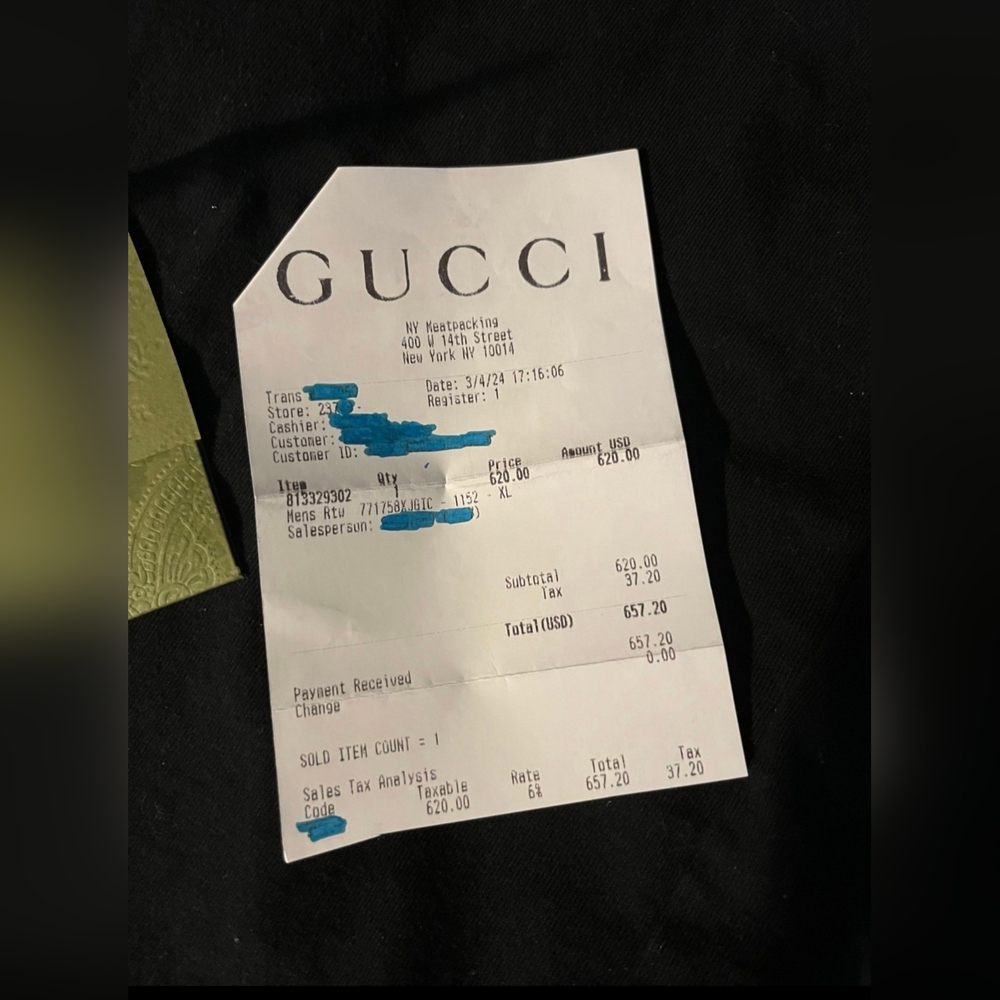 GUCCI
NY Meatpacking
400 W 14th Street
New York NY 10014
Trans
Date: 3/4/24 17:16:06
Store: 237
Register: 1
Cashier:
Customer:
Customer ID:
Item Qty Price Amount USD
813329302 1 620.00 620.00
Mens Rtw 771758XJGIC - 1152 - XL
Salesperson:
Subtotal 620.00
Tax 37.20
Total(USD) 657.20
Payment Received 657.20
Change 0.00
SOLD ITEM COUNT = 1
Sales Tax Analysis
Code Taxable Rate Total Tax
620.00 6% 657.20 37.20